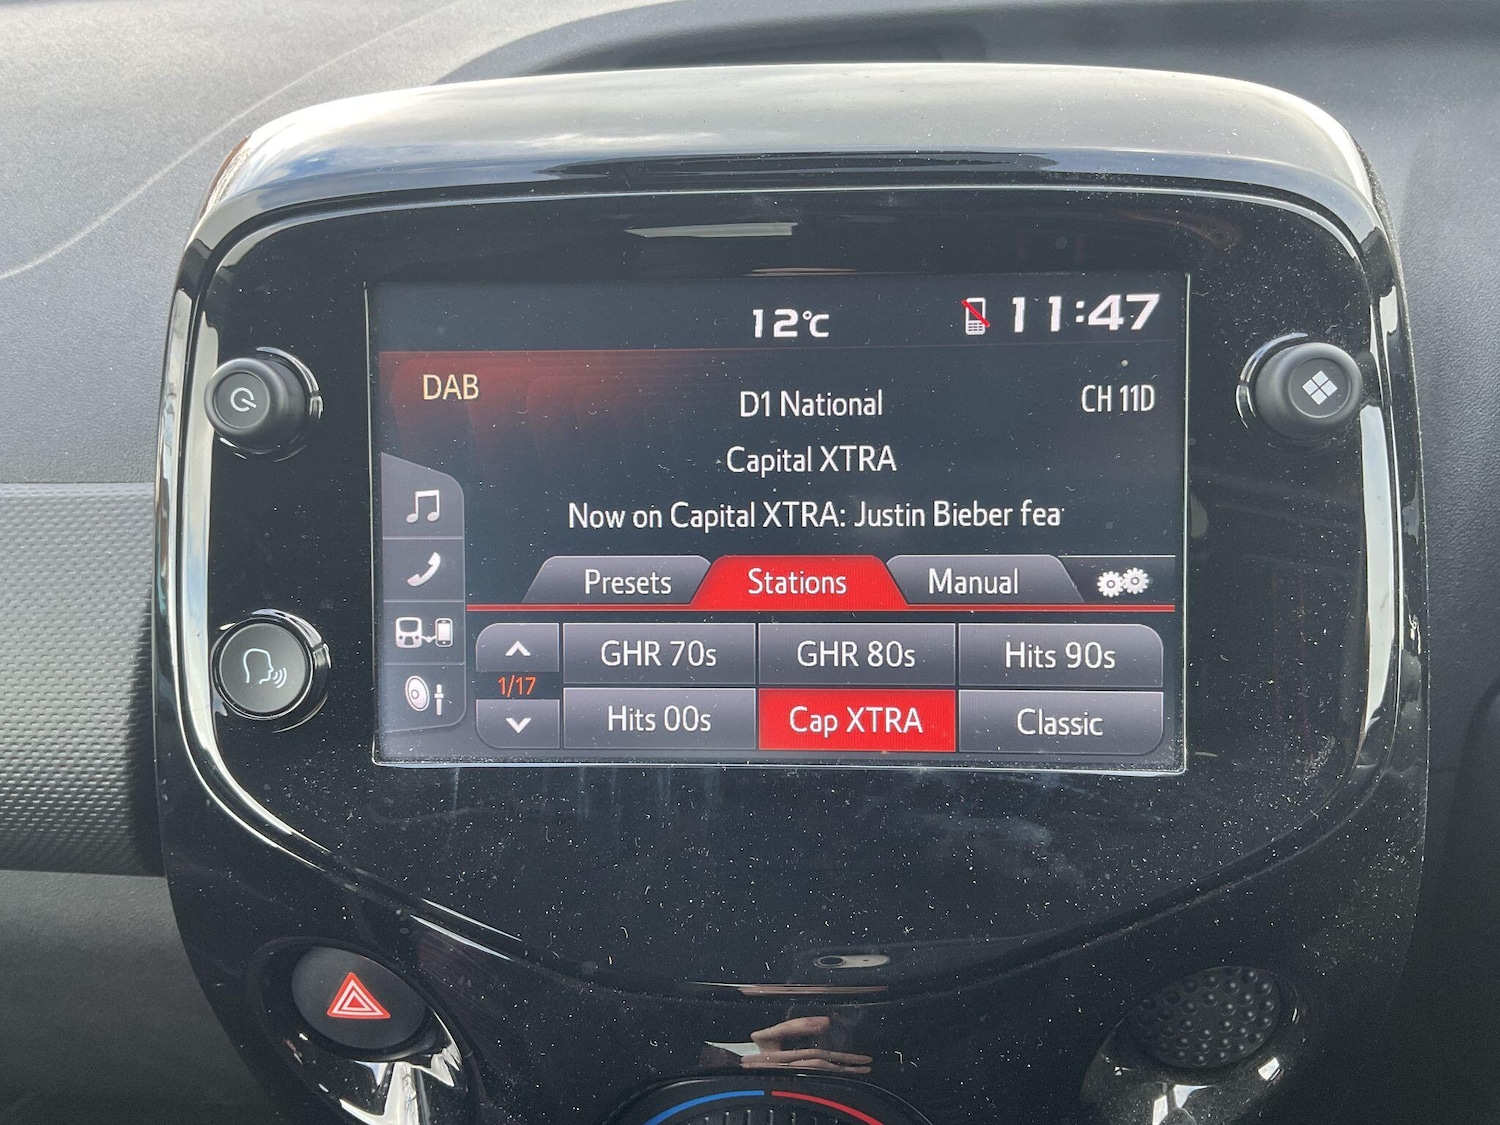 12°C 11:47
DAB
D1 National
CH 11D
Capital XTRA
Now on Capital XTRA: Justin Bieber fea
Presets Stations Manual
GHR 70s GHR 80s Hits 90s
1/17
Hits 00s Cap XTRA Classic